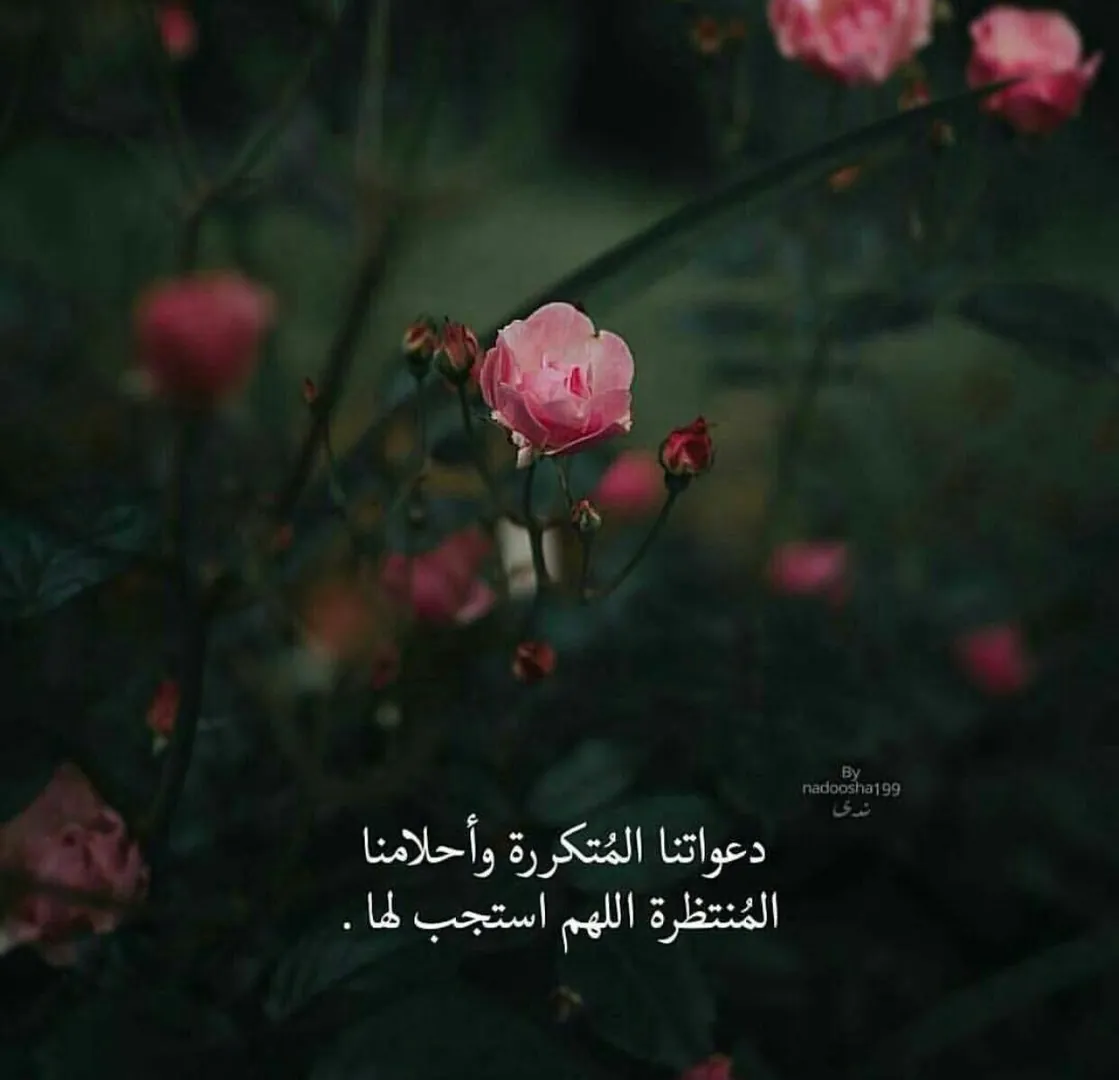 By
nadoosha199
ندى
دعواتنا المُتكررة وأحلامنا
المُنتظرة اللهم استجب لها .